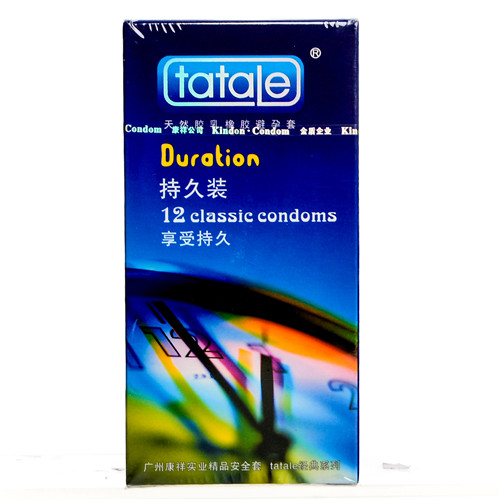 tatale ®
天然胶乳橡胶避孕套
Condom 康祥公司 Kindon·Condom 金质企业 Kin
Duration
持久装
12 classic condoms
享受持久
12
广州康祥实业精品安全套 tatale经典系列